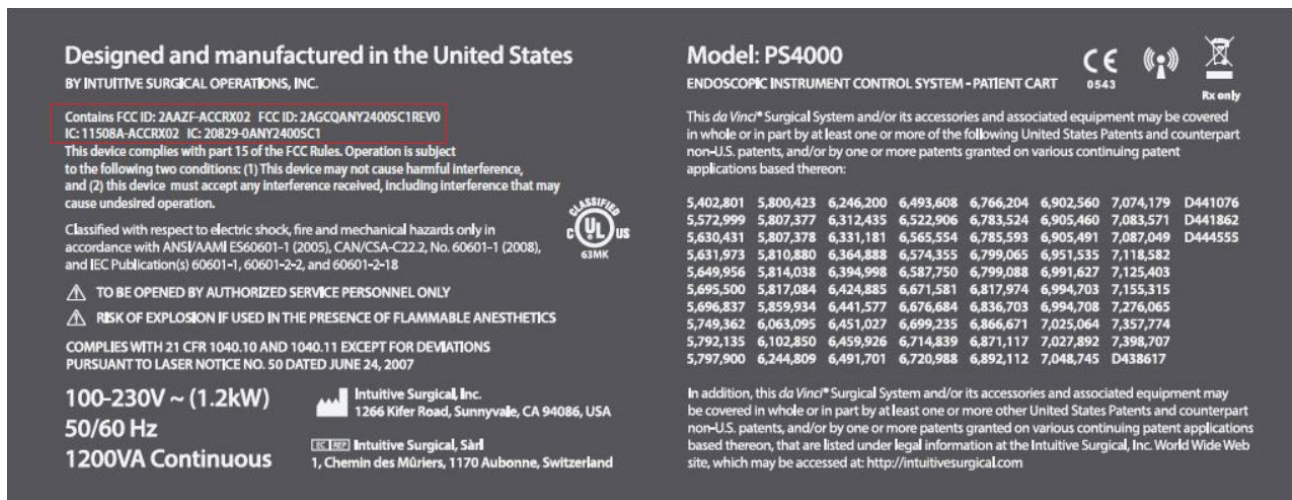 Designed and manufactured in the United States
BY INTUITIVE SURGICAL OPERATIONS, INC.
Contains FCC ID: 2AAZF-ACCRX02 FCC ID: 2AGCQANY2400SC1REV0
IC: 11508A-ACCRX02 IC: 20829-0ANY2400SC1
This device complies with part 15 of the FCC Rules. Operation is subject
to the following two conditions: (1) This device may not cause harmful interference,
and (2) this device must accept any interference received, including interference that may
cause undesired operation.
Classified with respect to electric shock, fire and mechanical hazards only in
accordance with ANSI/AAMI ES60601-1 (2005), CAN/CSA-C22.2, No. 60601-1 (2008),
and IEC Publication(s) 60601-1, 60601-2-2, and 60601-2-18
CLASSIFIED
C UL US
63MK
TO BE OPENED BY AUTHORIZED SERVICE PERSONNEL ONLY
RISK OF EXPLOSION IF USED IN THE PRESENCE OF FLAMMABLE ANESTHETICS
COMPLIES WITH 21 CFR 1040.10 AND 1040.11 EXCEPT FOR DEVIATIONS
PURSUANT TO LASER NOTICE NO. 50 DATED JUNE 24, 2007
100-230V ~ (1.2kW)
50/60 Hz
1200VA Continuous
Intuitive Surgical, Inc.
1266 Kifer Road, Sunnyvale, CA 94086, USA
EC REP Intuitive Surgical, Sàrl
1, Chemin des Mûriers, 1170 Aubonne, Switzerland
Model: PS4000
ENDOSCOPIC INSTRUMENT CONTROL SYSTEM - PATIENT CART
CE
0543
Rx only
This da Vinci® Surgical System and/or its accessories and associated equipment may be covered
in whole or in part by at least one or more of the following United States Patents and counterpart
non-U.S. patents, and/or by one or more patents granted on various continuing patent
applications based thereon:
5,402,801 5,800,423 6,246,200 6,493,608 6,766,204 6,902,560 7,074,179 D441076
5,572,999 5,807,377 6,312,435 6,522,906 6,783,524 6,905,460 7,083,571 D441862
5,630,431 5,807,378 6,331,181 6,565,554 6,785,593 6,905,491 7,087,049 D444555
5,631,973 5,810,880 6,364,888 6,574,355 6,799,065 6,951,535 7,118,582
5,649,956 5,814,038 6,394,998 6,587,750 6,799,088 6,991,627 7,125,403
5,695,500 5,817,084 6,424,885 6,671,581 6,817,974 6,994,703 7,155,315
5,696,837 5,859,934 6,441,577 6,676,684 6,836,703 6,994,708 7,276,065
5,749,362 6,063,095 6,451,027 6,699,235 6,866,671 7,025,064 7,357,774
5,792,135 6,102,850 6,459,926 6,714,839 6,871,117 7,027,892 7,398,707
5,797,900 6,244,809 6,491,701 6,720,988 6,892,112 7,048,745 D438617
In addition, this da Vinci® Surgical System and/or its accessories and associated equipment may
be covered in whole or in part by at least one or more other United States Patents and counterpart
non-U.S. patents, and/or by one or more patents granted on various continuing patent applications
based thereon, that are listed under legal information at the Intuitive Surgical, Inc. World Wide Web
site, which may be accessed at: http://intuitivesurgical.com